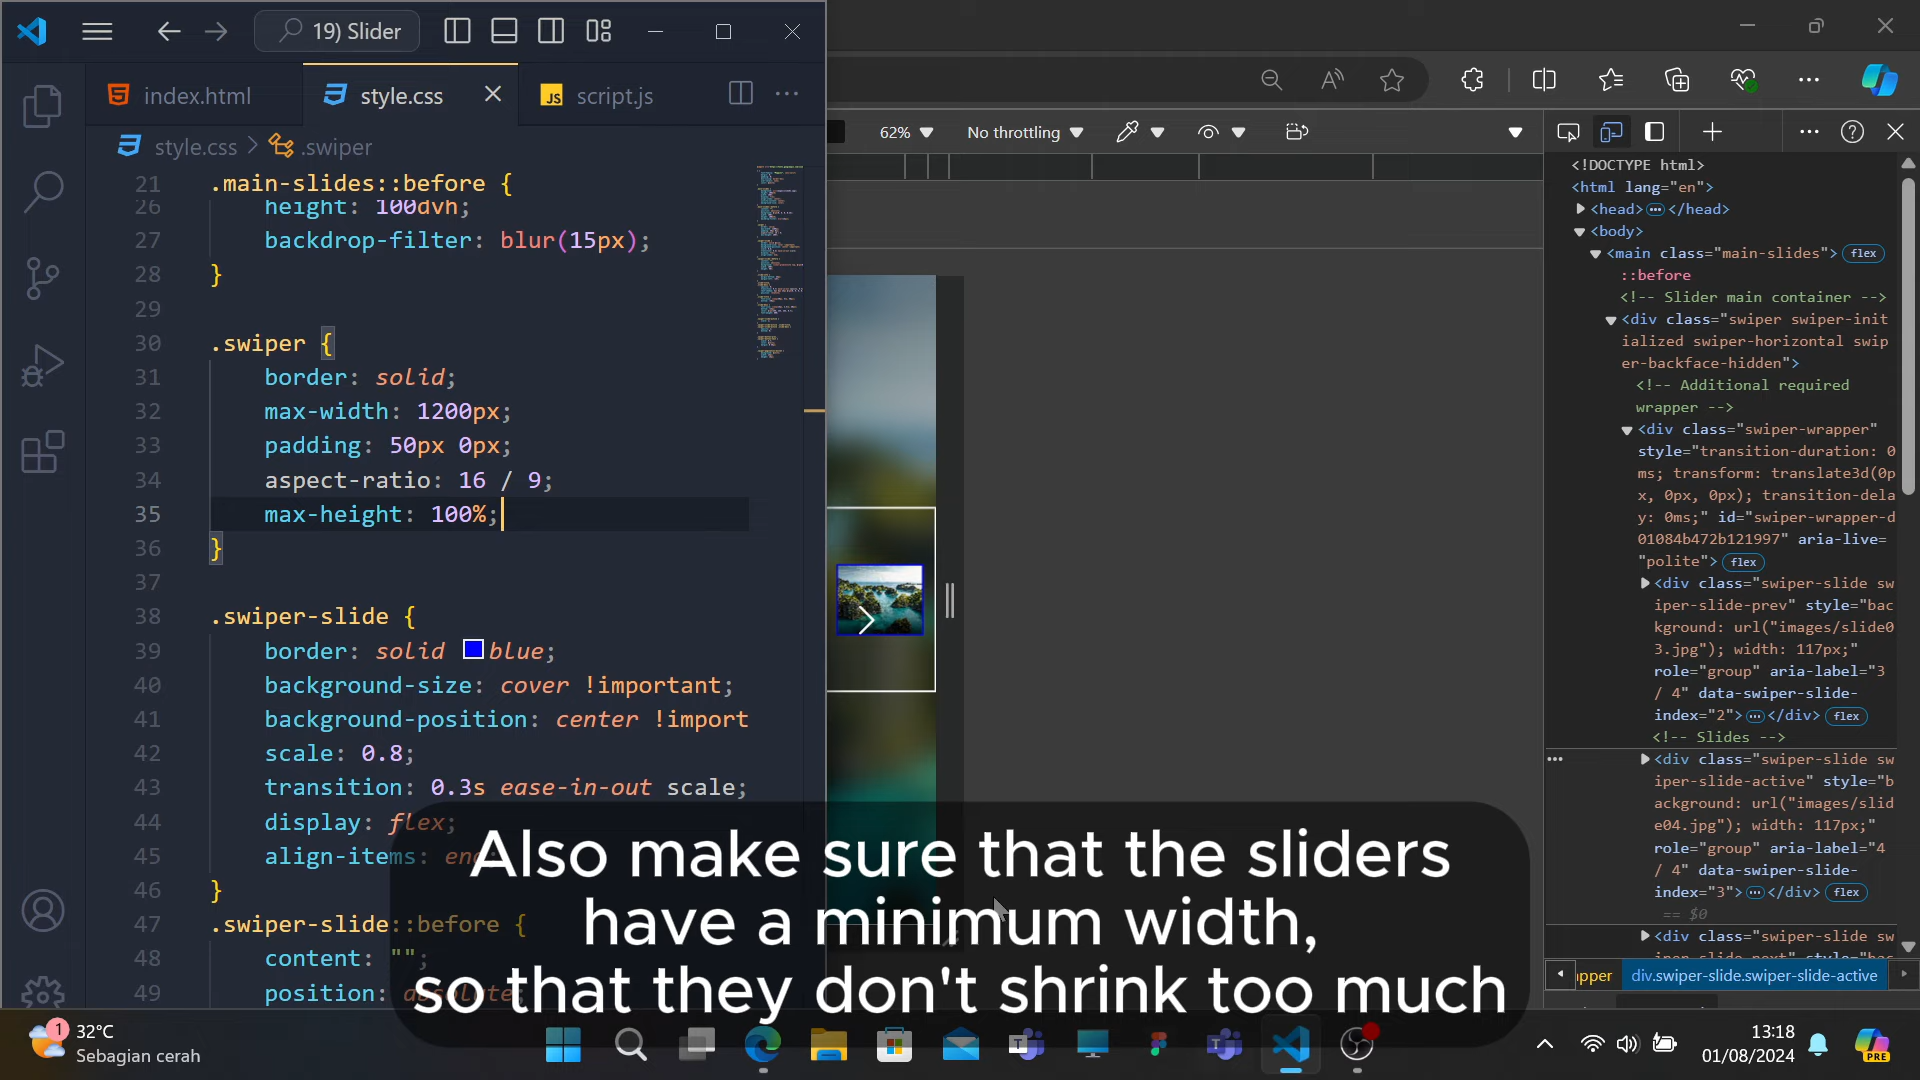 19) Slider
index.html
style.css
script.js
style.css > .swiper
62%
No throttling
21 .main-slides::before {
26 height: 100dvh;
27 backdrop-filter: blur(15px);
28 }
29
30 .swiper {
31 border: solid;
32 max-width: 1200px;
33 padding: 50px 0px;
34 aspect-ratio: 16 / 9;
35 max-height: 100%;
36 }
37
38 .swiper-slide {
39 border: solid blue;
40 background-size: cover !important;
41 background-position: center !import
42 scale: 0.8;
43 transition: 0.3s ease-in-out scale;
44 display: flex;
45 align-items: end;
46 }
47 .swiper-slide::before {
48 content: "";
49 position: absolute;
<!DOCTYPE html>
<html lang="en">
<head> ⋯ </head>
<body>
<main class="main-slides"> flex
::before
<!-- Slider main container -->
<div class="swiper swiper-init
ialized swiper-horizontal swip
er-backface-hidden">
<!-- Additional required
wrapper -->
<div class="swiper-wrapper"
style="transition-duration: 0
ms; transform: translate3d(0p
x, 0px, 0px); transition-dela
y: 0ms;" id="swiper-wrapper-d
01084b472b121997" aria-live=
"polite"> flex
<div class="swiper-slide sw
iper-slide-prev" style="bac
kground: url("images/slide0
3.jpg"); width: 117px;"
role="group" aria-label="3
/ 4" data-swiper-slide-
index="2"> ⋯ </div> flex
<!-- Slides -->
<div class="swiper-slide sw
iper-slide-active" style="b
ackground: url("images/slid
e04.jpg"); width: 117px;"
role="group" aria-label="4
/ 4" data-swiper-slide-
index="3"> ⋯ </div> flex
== $0
<div class="swiper-slide sw
apper
div.swiper-slide.swiper-slide-active
Also make sure that the sliders
have a minimum width,
so that they don't shrink too much
1
32°C
Sebagian cerah
13:18
01/08/2024
PRE